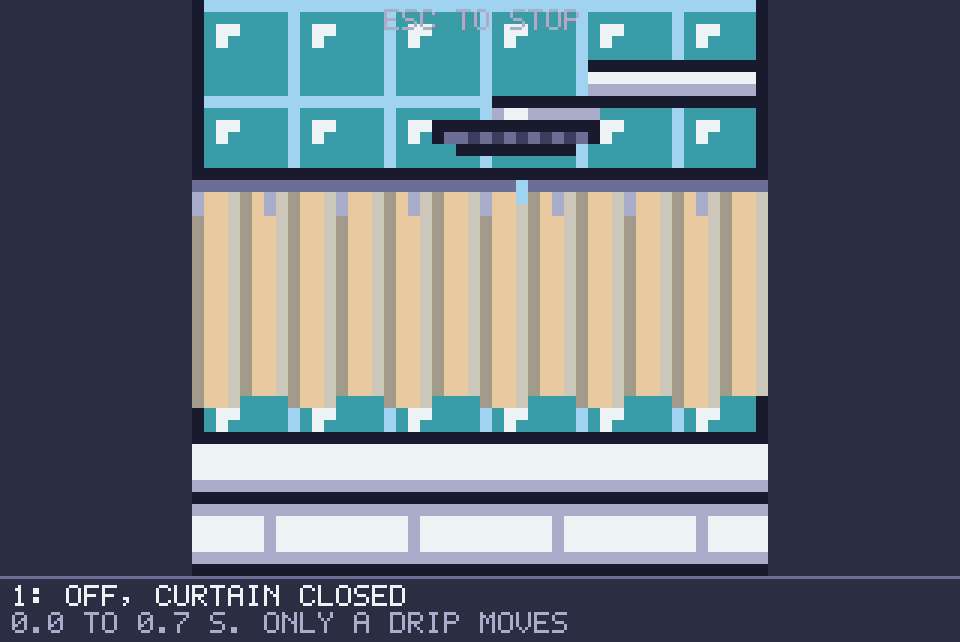 ESC TO STOP
1: OFF, CURTAIN CLOSED
0.0 TO 0.7 S. ONLY A DRIP MOVES